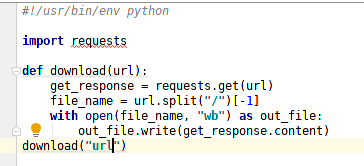 #!/usr/bin/env python
import requests
def download(url):
    get_response = requests.get(url)
    file_name = url.split("/")[-1]
    with open(file_name, "wb") as out_file:
        out_file.write(get_response.content)
download("url")